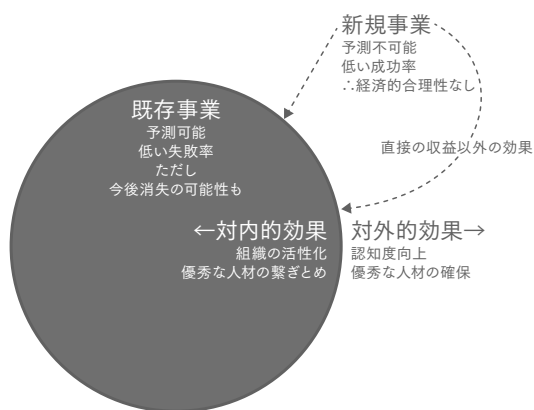 新規事業
予測不可能
低い成功率
∴経済的合理性なし
既存事業
予測可能
低い失敗率
ただし
今後消失の可能性も
直接の収益以外の効果
←対内的効果
組織の活性化
優秀な人材の繋ぎとめ
対外的効果→
認知度向上
優秀な人材の確保